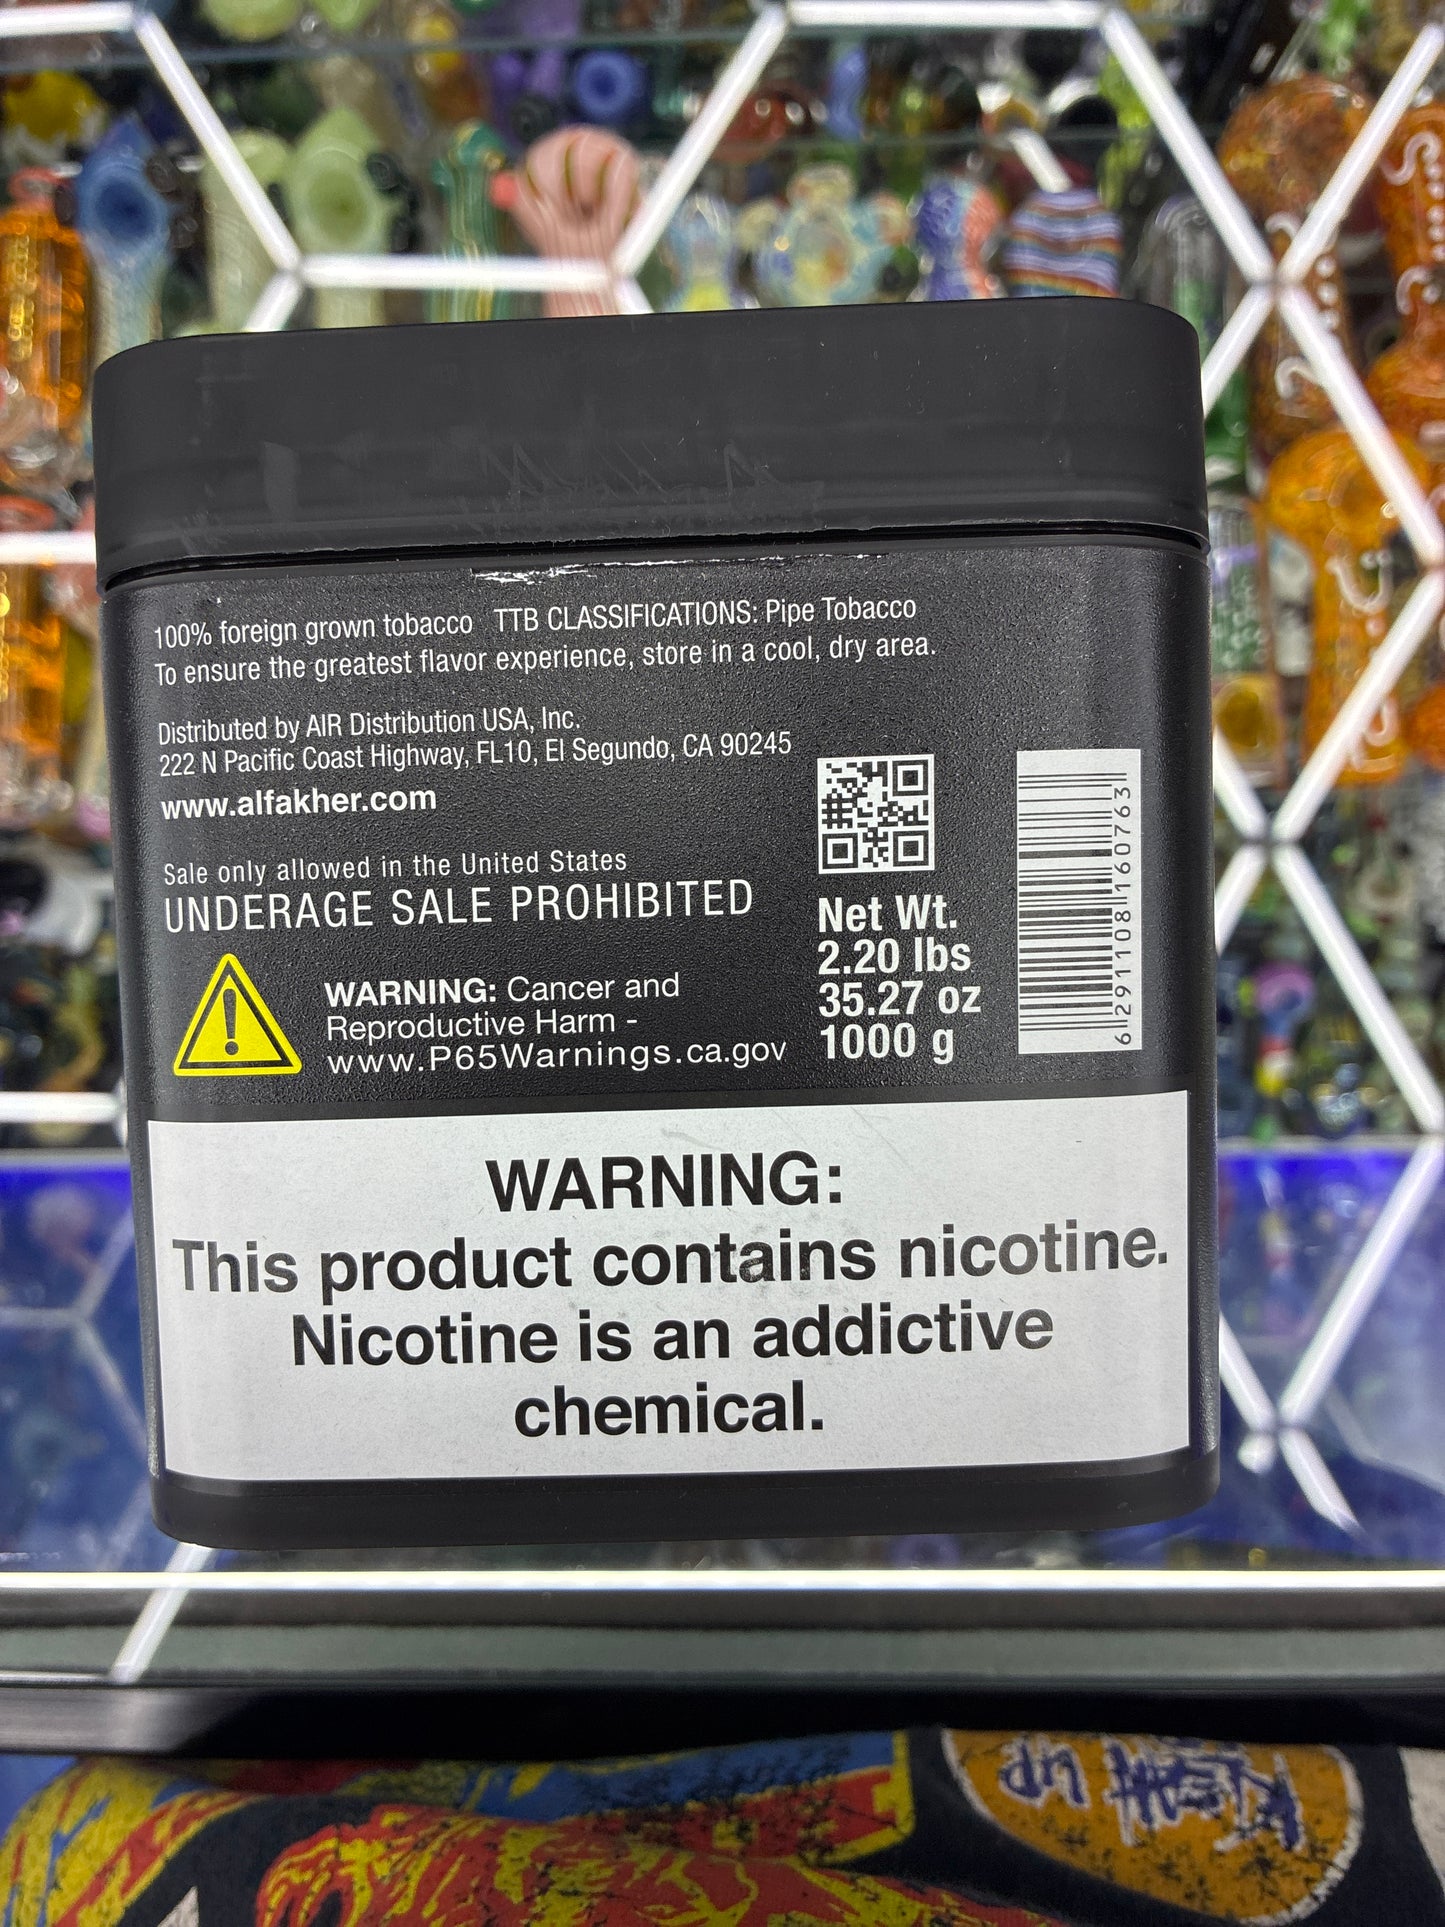 100% foreign grown tobacco TTB CLASSIFICATIONS: Pipe Tobacco
To ensure the greatest flavor experience, store in a cool, dry area.
Distributed by AIR Distribution USA, Inc.
222 N Pacific Coast Highway, FL10, El Segundo, CA 90245
www.alfakher.com
Sale only allowed in the United States
UNDERAGE SALE PROHIBITED
WARNING: Cancer and
Reproductive Harm -
www.P65Warnings.ca.gov
Net Wt.
2.20 lbs
35.27 oz
1000 g
6 291108 160763
WARNING:
This product contains nicotine.
Nicotine is an addictive
chemical.